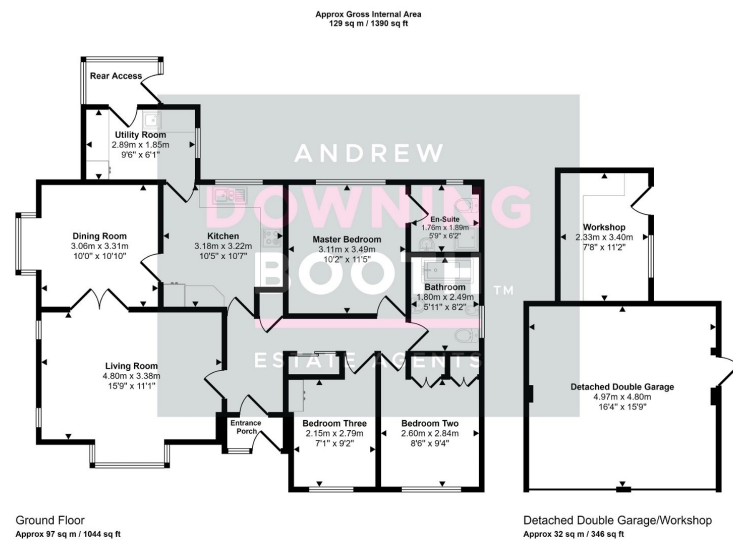 Approx Gross Internal Area
129 sq m / 1390 sq ft
Rear Access
Utility Room
2.89m x 1.85m
9'6" x 6'1"
ANDREW
DOWNING
BOOTH
TM
ESTATE AGENTS
Dining Room
3.06m x 3.31m
10'0" x 10'10"
Kitchen
3.18m x 3.22m
10'5" x 10'7"
Master Bedroom
3.11m x 3.49m
10'2" x 11'5"
En-Suite
1.76m x 1.89m
5'9" x 6'2"
Bathroom
1.80m x 2.49m
5'11" x 8'2"
Workshop
2.33m x 3.40m
7'8" x 11'2"
Living Room
4.80m x 3.38m
15'9" x 11'1"
Entrance
Porch
Bedroom Three
2.15m x 2.79m
7'1" x 9'2"
Bedroom Two
2.60m x 2.84m
8'6" x 9'4"
Detached Double Garage
4.97m x 4.80m
16'4" x 15'9"
Ground Floor
Approx 97 sq m / 1044 sq ft
Detached Double Garage/Workshop
Approx 32 sq m / 346 sq ft